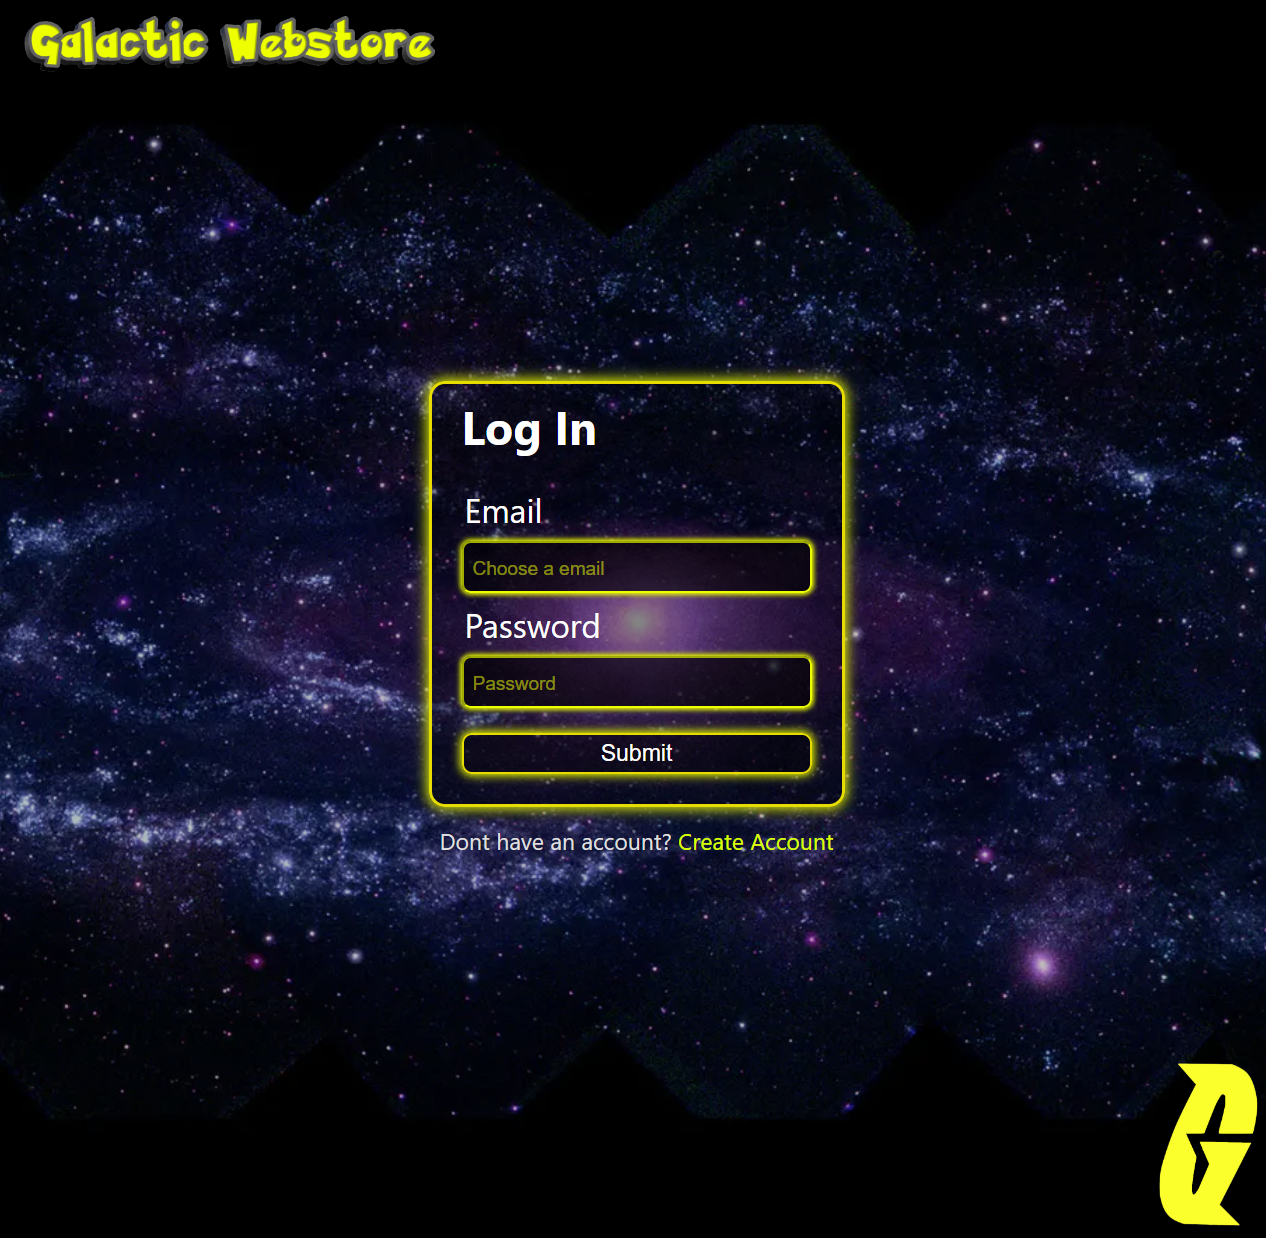 Galactic Webstore
Log In
Email
Choose a email
Password
Password
Submit
Dont have an account? Create Account
G